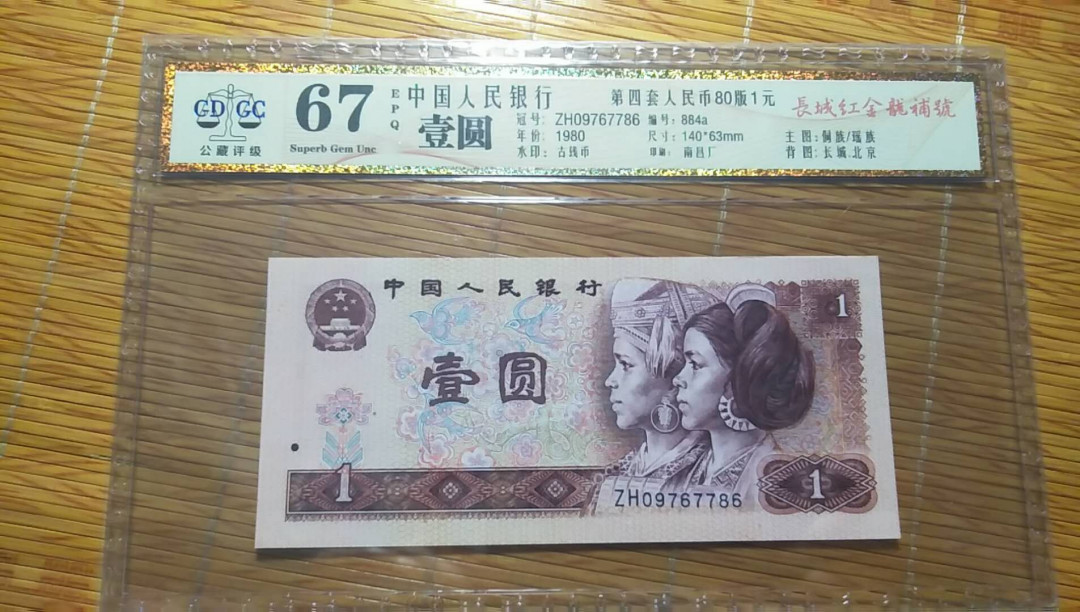 GDGC
公藏评级
67
EPQ
Superb Gem Unc
中国人民银行
壹圆
第四套人民币80版1元
冠号: ZH09767786 编号: 884a
年份: 1980 尺寸: 140*63mm
水印: 古钱币 印刷: 南昌厂
長城红金龍補號
主图: 侗族/瑶族
背图: 长城.北京
中国人民银行
1
壹圆
1
ZH09767786
1